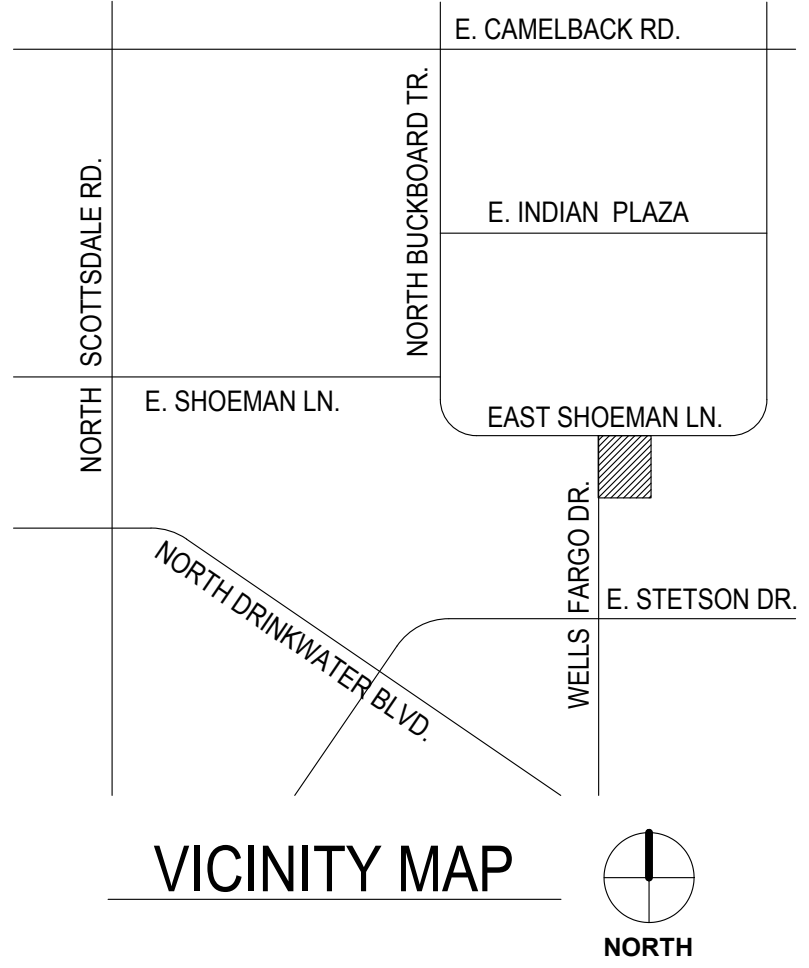 E. CAMELBACK RD.
NORTH BUCKBOARD TR.
NORTH SCOTTSDALE RD.
E. INDIAN PLAZA
E. SHOEMAN LN.
EAST SHOEMAN LN.
WELLS FARGO DR.
NORTH DRINKWATER BLVD.
E. STETSON DR.
VICINITY MAP
NORTH